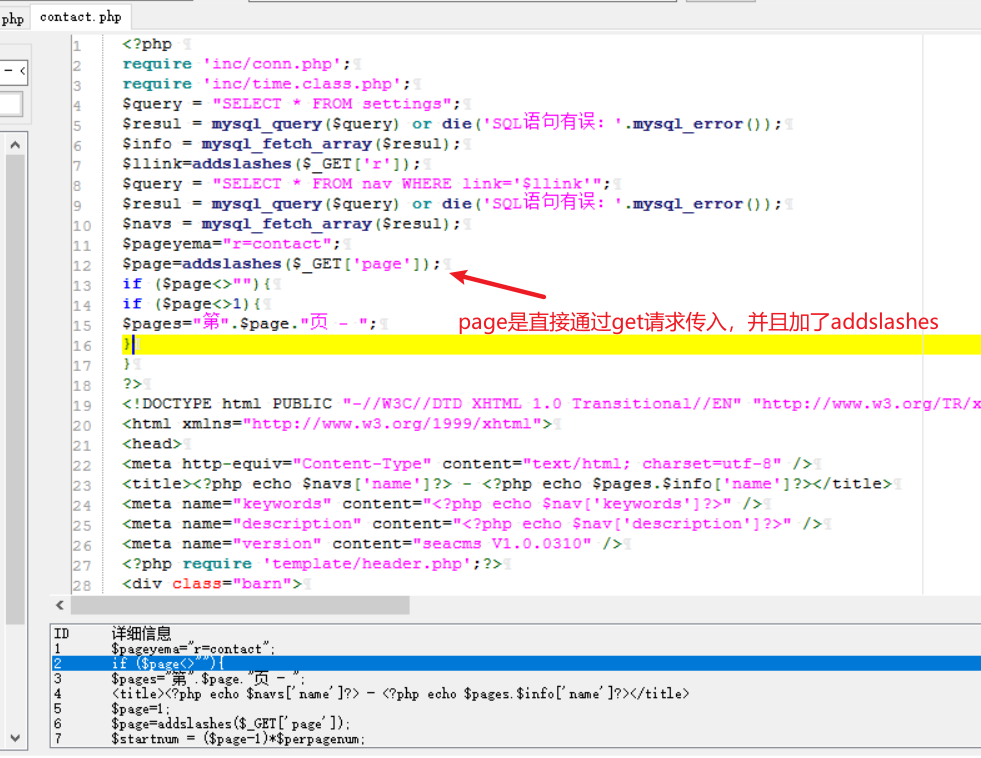 php contact.php
1 <?php
2 require 'inc/conn.php';
3 require 'inc/time.class.php';
4 $query = "SELECT * FROM settings";
5 $resul = mysql_query($query) or die('SQL语句有误：'.mysql_error());
6 $info = mysql_fetch_array($resul);
7 $llink=addslashes($_GET['r']);
8 $query = "SELECT * FROM nav WHERE link='$llink'";
9 $resul = mysql_query($query) or die('SQL语句有误：'.mysql_error());
10 $navs = mysql_fetch_array($resul);
11 $pageyema="r=contact";
12 $page=addslashes($_GET['page']);
13 if ($page<>""){
14 if ($page<>1){
15 $pages="第".$page."页 - ";
page是直接通过get请求传入，并且加了addslashes
16 }
17 }
18 ?>
19 <!DOCTYPE html PUBLIC "-//W3C//DTD XHTML 1.0 Transitional//EN" "http://www.w3.org/TR/x
20 <html xmlns="http://www.w3.org/1999/xhtml">
21 <head>
22 <meta http-equiv="Content-Type" content="text/html; charset=utf-8" />
23 <title><?php echo $navs['name']?> - <?php echo $pages.$info['name']?></title>
24 <meta name="keywords" content="<?php echo $nav['keywords']?>" />
25 <meta name="description" content="<?php echo $nav['description']?>" />
26 <meta name="version" content="seacms V1.0.0310" />
27 <?php require 'template/header.php';?>
28 <div class="barn">
ID 详细信息
1 $pageyema="r=contact";
2 if ($page<>""){
3 $pages="第".$page."页 - ";
4 <title><?php echo $navs['name']?> - <?php echo $pages.$info['name']?></title>
5 $page=1;
6 $page=addslashes($_GET['page']);
7 $startnum = ($page-1)*$perpagenum;